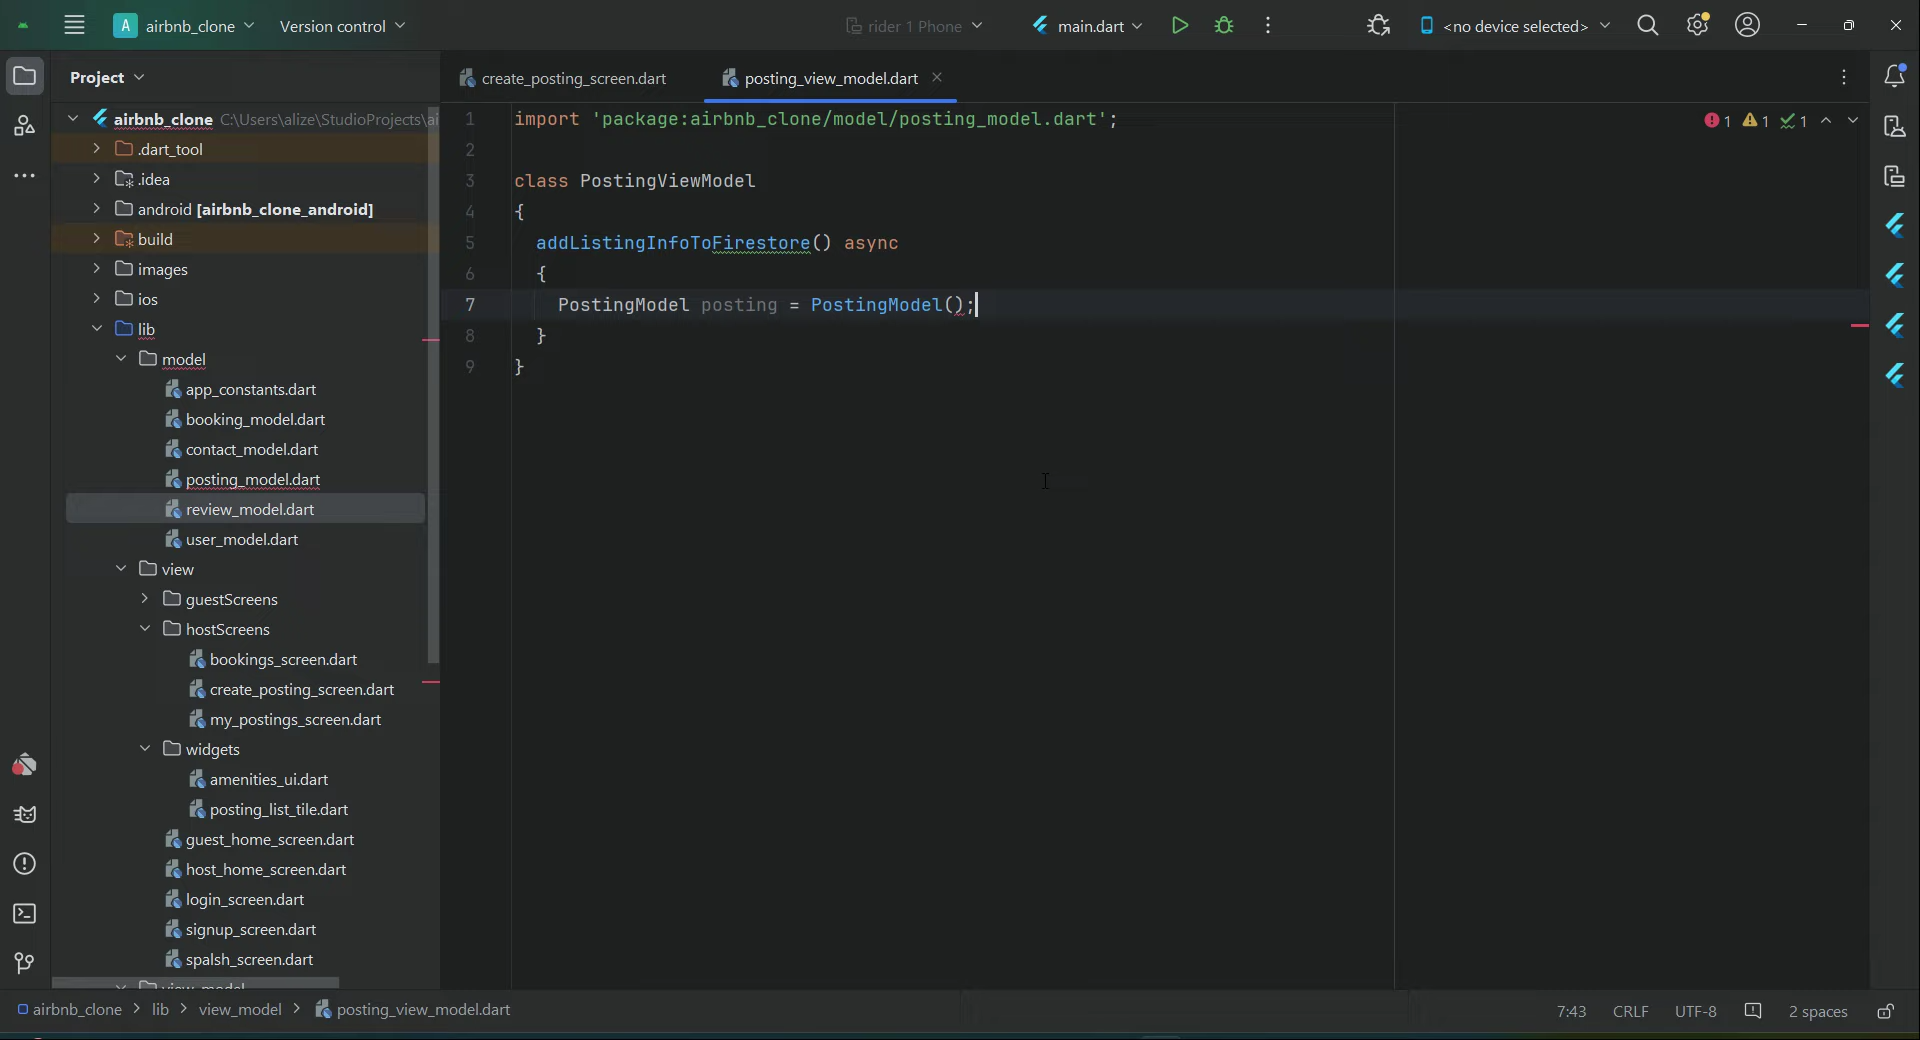 A airbnb_clone Version control rider 1 Phone main.dart <no device selected>
Project
create_posting_screen.dart posting_view_model.dart
airbnb_clone C:\Users\alize\StudioProjects\ai
.dart_tool
.idea
android [airbnb_clone_android]
build
images
ios
lib
model
app_constants.dart
booking_model.dart
contact_model.dart
posting_model.dart
review_model.dart
user_model.dart
view
guestScreens
hostScreens
bookings_screen.dart
create_posting_screen.dart
my_postings_screen.dart
widgets
amenities_ui.dart
posting_list_tile.dart
guest_home_screen.dart
host_home_screen.dart
login_screen.dart
signup_screen.dart
spalsh_screen.dart
view_model
1 import 'package:airbnb_clone/model/posting_model.dart';
1 1 1
2
3 class PostingViewModel
4 {
5 addListingInfoToFirestore() async
6 {
7 PostingModel posting = PostingModel();
8 }
9 }
airbnb_clone > lib > view_model > posting_view_model.dart
7:43 CRLF UTF-8 2 spaces